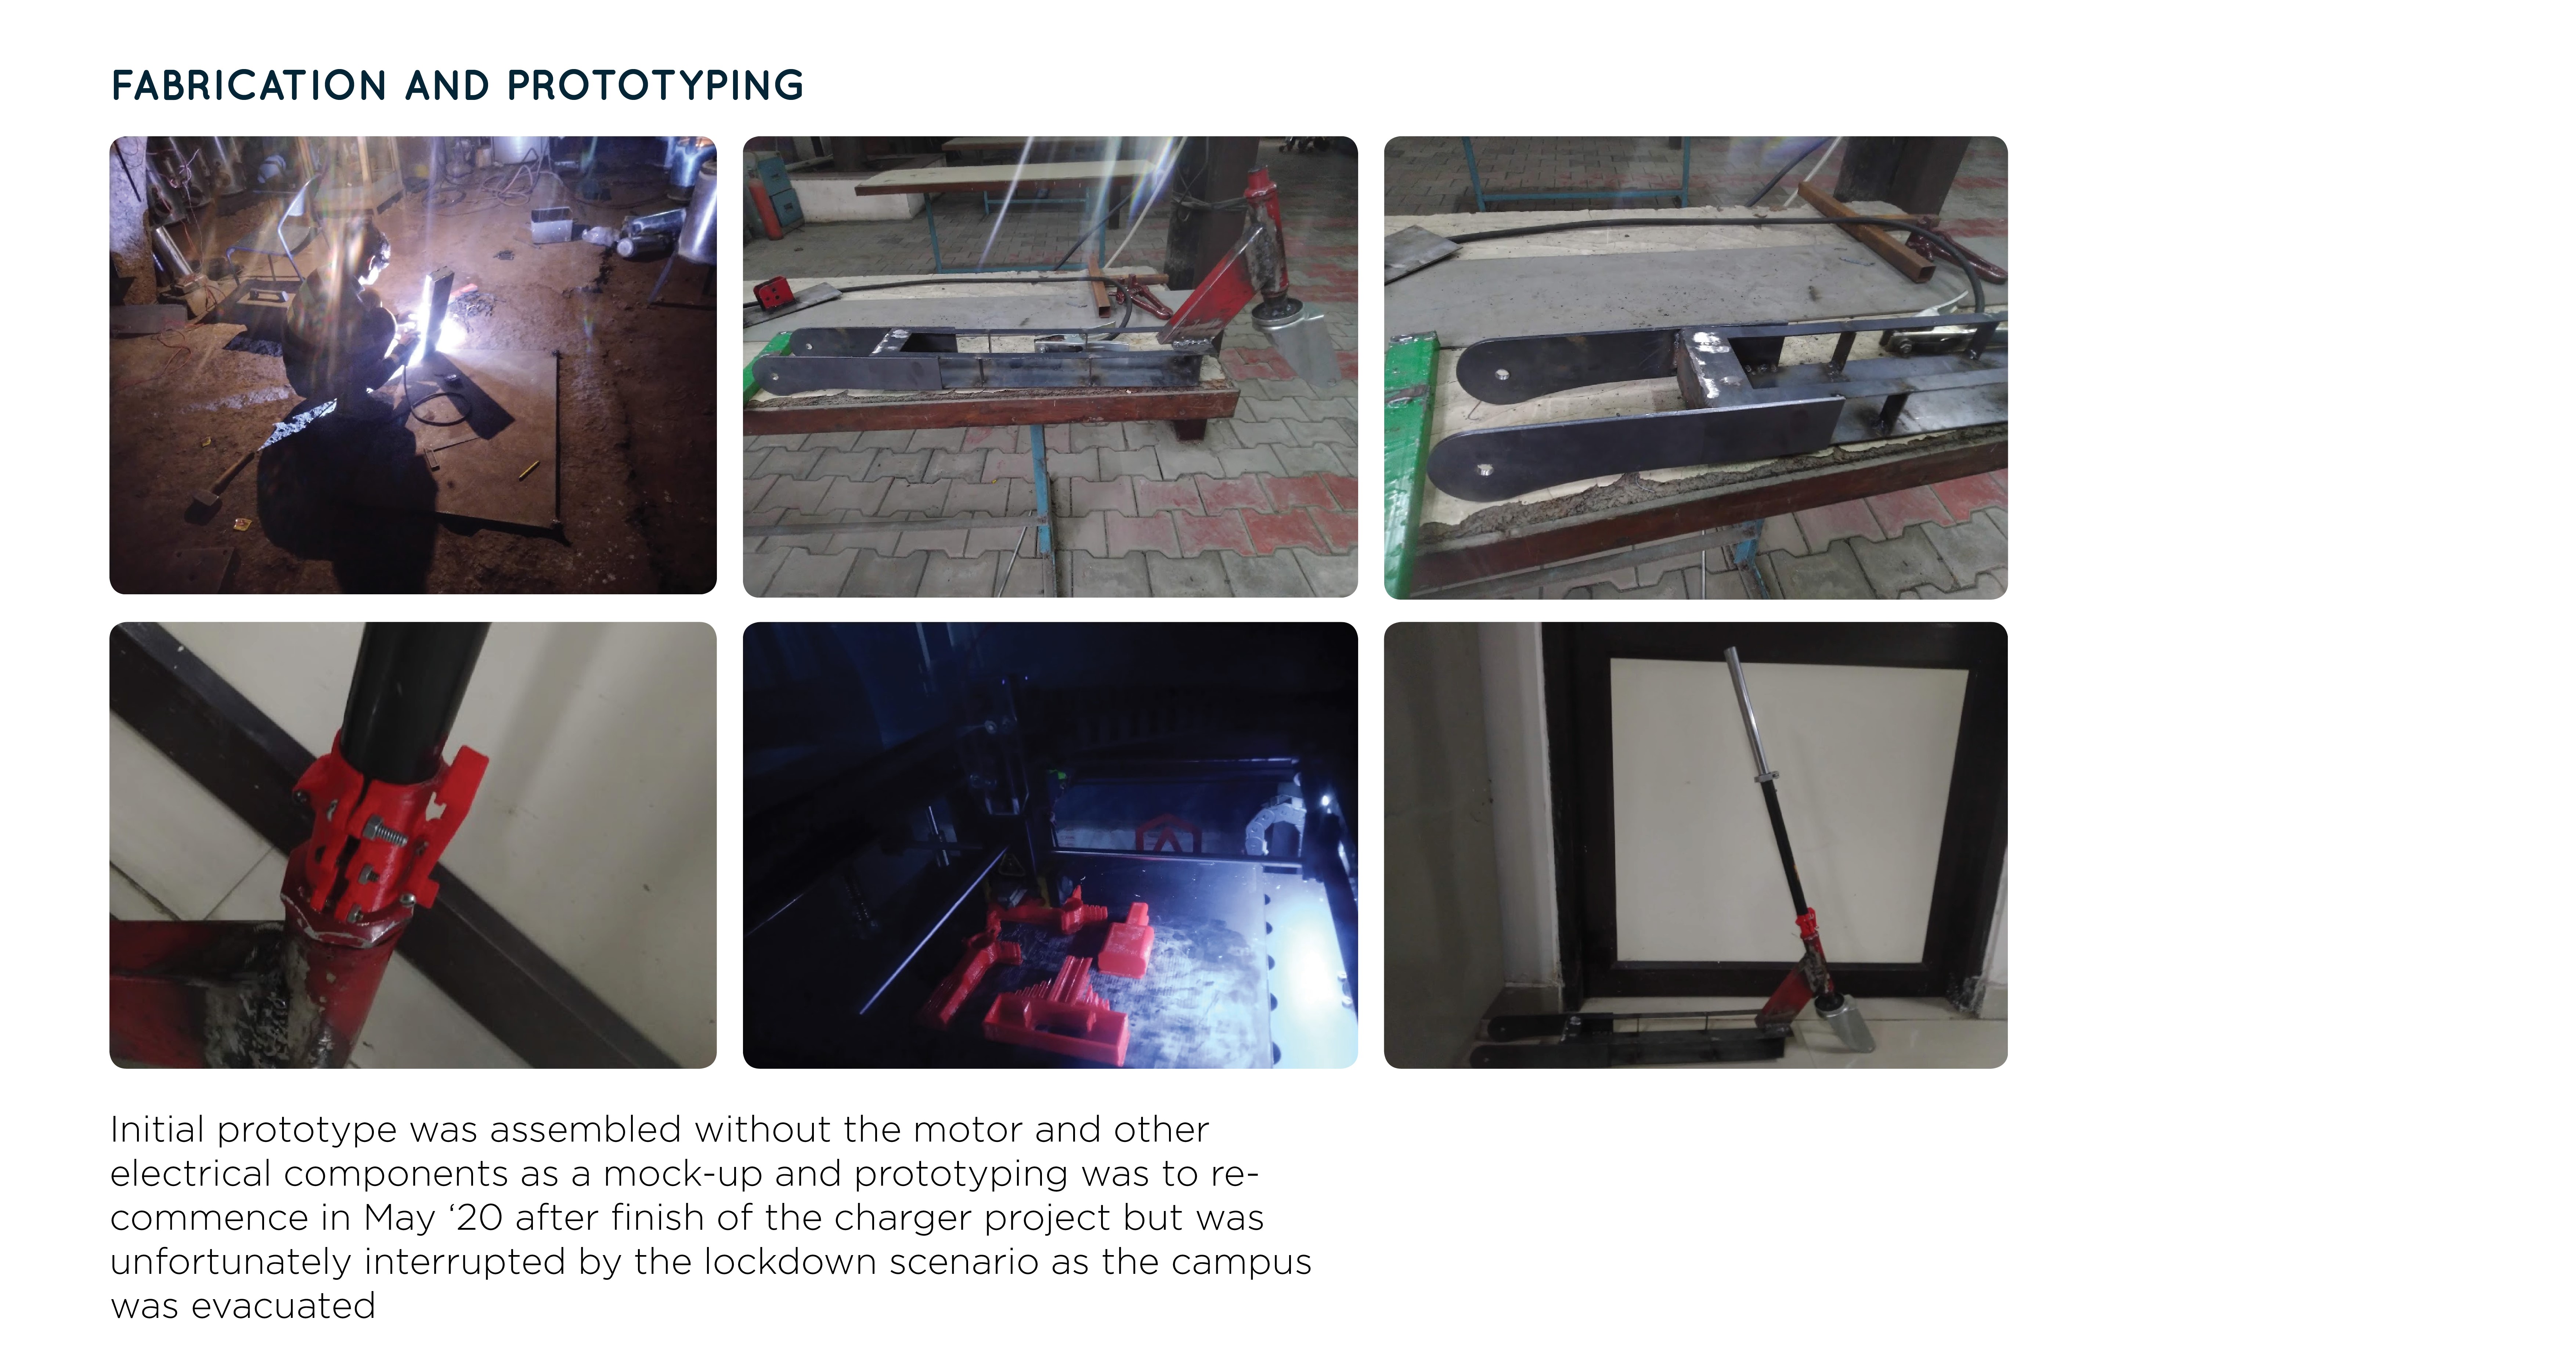 FABRICATION AND PROTOTYPING
Initial prototype was assembled without the motor and other
electrical components as a mock-up and prototyping was to re-
commence in May ‘20 after finish of the charger project but was
unfortunately interrupted by the lockdown scenario as the campus
was evacuated